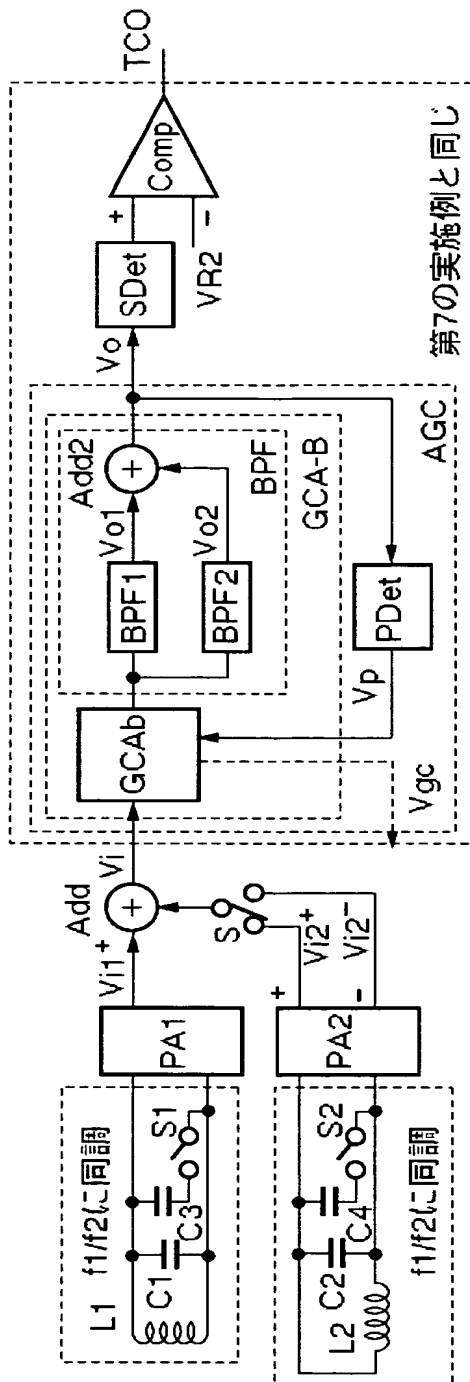 f1/f2に同調
L1
C1
C3
S1
PA1
Vi1+
Add
+
Vi
f1/f2に同調
L2
C2
C4
S2
PA2
+
-
Vi2+
Vi2-
S
GCAb
BPF1
BPF2
Vo1
Vo2
Add2
+
BPF
GCA-B
AGC
PDet
Vp
Vgc
Vo
SDet
+
-
VR2
Comp
TCO
第7の実施例と同じ